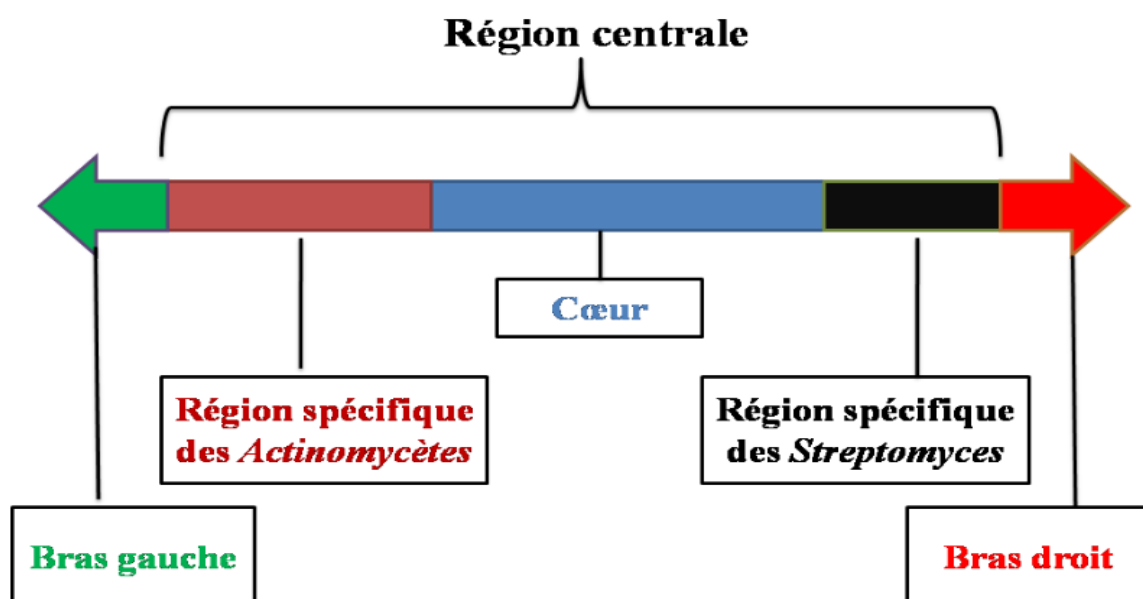 Région centrale
Cœur
Région spécifique
des Actinomycètes
Région spécifique
des Streptomyces
Bras gauche
Bras droit